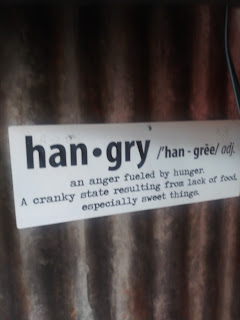 han•gry /'han - grēe/ adj.
an anger fueled by hunger.
A cranky state resulting from lack of food,
especially sweet things.